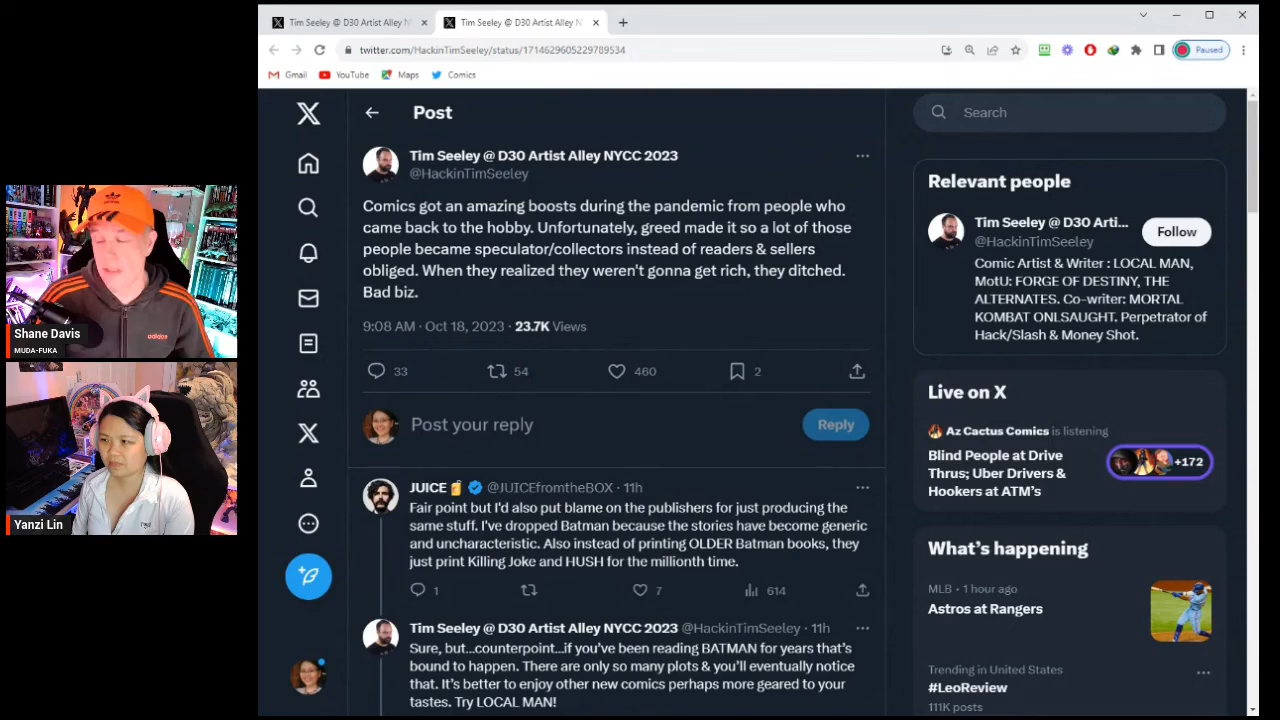 Tim Seeley @ D30 Artist Alley N
Tim Seeley @ D30 Artist Alley N
twitter.com/HackinTimSeeley/status/1714629605229789534
Paused
Gmail
YouTube
Maps
Comics
Post
Tim Seeley @ D30 Artist Alley NYCC 2023
@HackinTimSeeley
Comics got an amazing boosts during the pandemic from people who
came back to the hobby. Unfortunately, greed made it so a lot of those
people became speculator/collectors instead of readers & sellers
obliged. When they realized they weren't gonna get rich, they ditched.
Bad biz.
9:08 AM · Oct 18, 2023 · 23.7K Views
33
54
460
2
Post your reply
Reply
JUICE @JUICEfromtheBOX · 11h
Fair point but I'd also put blame on the publishers for just producing the
same stuff. I've dropped Batman because the stories have become generic
and uncharacteristic. Also instead of printing OLDER Batman books, they
just print Killing Joke and HUSH for the millionth time.
1
7
614
Tim Seeley @ D30 Artist Alley NYCC 2023 @HackinTimSeeley · 11h
Sure, but...counterpoint...if you've been reading BATMAN for years that's
bound to happen. There are only so many plots & you'll eventually notice
that. It's better to enjoy other new comics perhaps more geared to your
tastes. Try LOCAL MAN!
Search
Relevant people
Tim Seeley @ D30 Arti...
@HackinTimSeeley
Follow
Comic Artist & Writer : LOCAL MAN,
MotU: FORGE OF DESTINY, THE
ALTERNATES. Co-writer: MORTAL
KOMBAT ONLSAUGHT. Perpetrator of
Hack/Slash & Money Shot.
Live on X
Az Cactus Comics is listening
Blind People at Drive
Thrus; Uber Drivers &
Hookers at ATM's
+172
What's happening
MLB · 1 hour ago
Astros at Rangers
Trending in United States
#LeoReview
111K posts
adidas
Shane Davis
MUDA-FUKA
Yanzi Lin